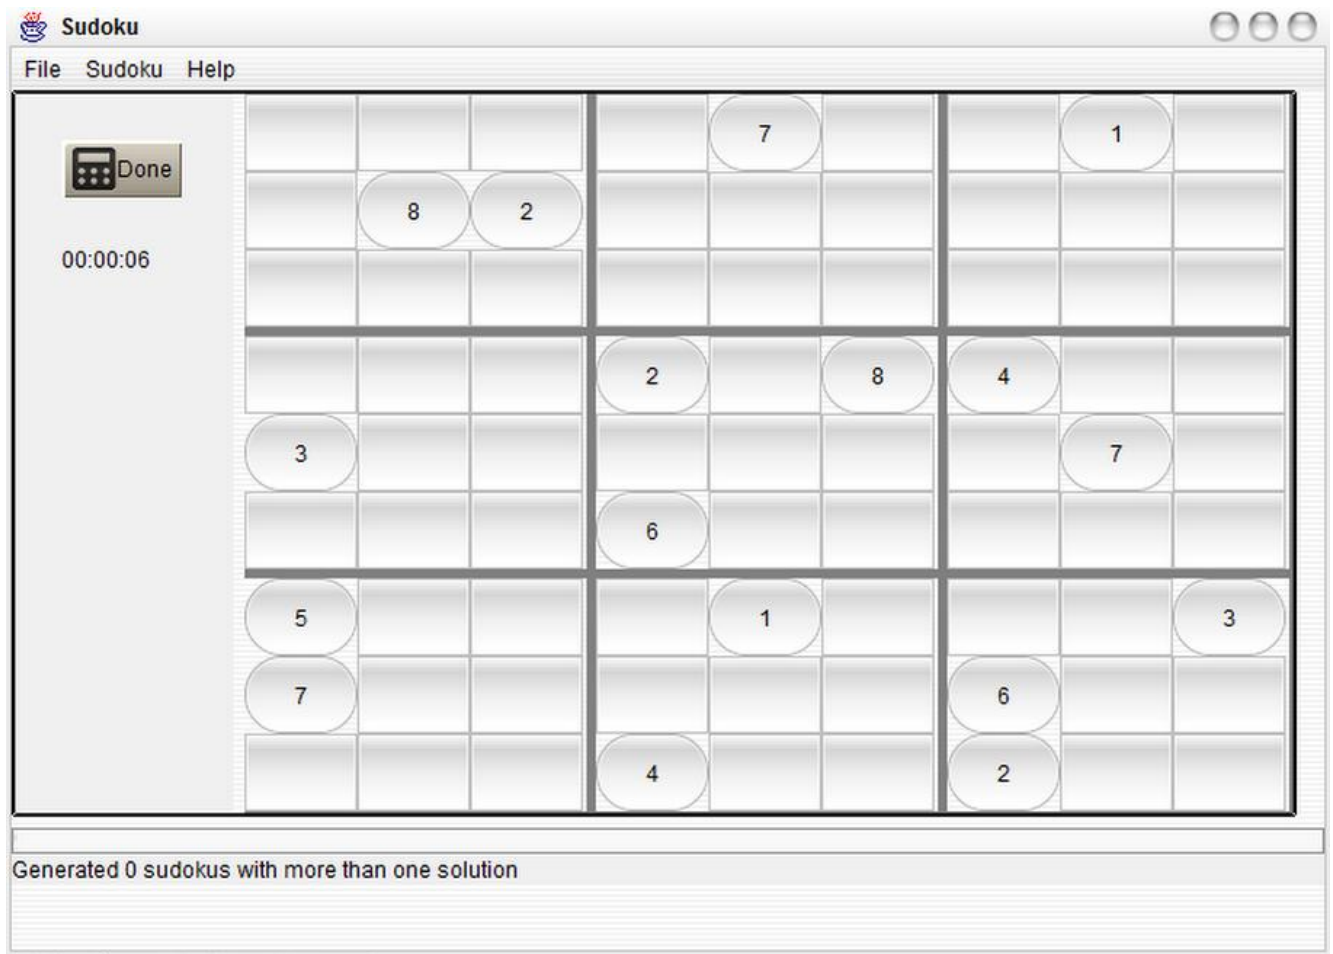 Sudoku
File Sudoku Help
Done
00:00:06
7 1
8 2
2 8 4
3 7
6
5 1 3
7 6
4 2
Generated 0 sudokus with more than one solution